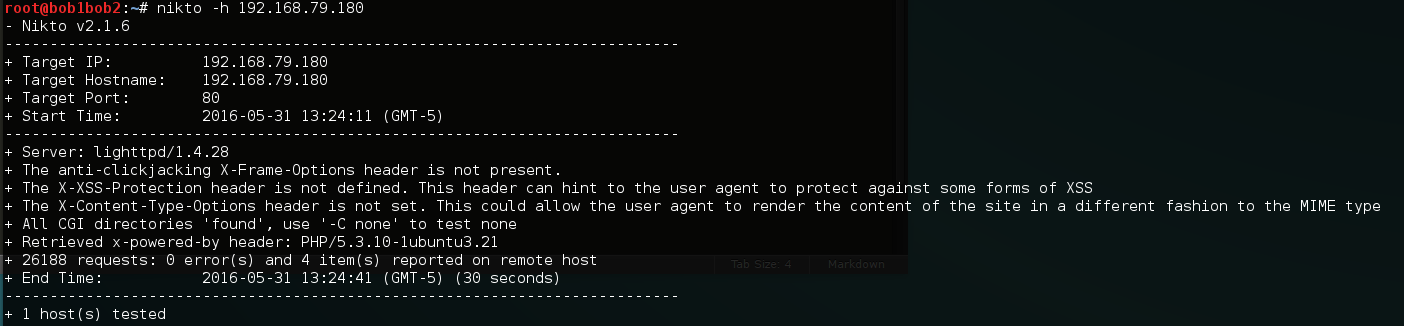 root@bob1bob2:~# nikto -h 192.168.79.180
- Nikto v2.1.6
---------------------------------------------------------------------------
+ Target IP:          192.168.79.180
+ Target Hostname:    192.168.79.180
+ Target Port:        80
+ Start Time:         2016-05-31 13:24:11 (GMT-5)
---------------------------------------------------------------------------
+ Server: lighttpd/1.4.28
+ The anti-clickjacking X-Frame-Options header is not present.
+ The X-XSS-Protection header is not defined. This header can hint to the user agent to protect against some forms of XSS
+ The X-Content-Type-Options header is not set. This could allow the user agent to render the content of the site in a different fashion to the MIME type
+ All CGI directories 'found', use '-C none' to test none
+ Retrieved x-powered-by header: PHP/5.3.10-1ubuntu3.21
+ 26188 requests: 0 error(s) and 4 item(s) reported on remote host
Tab Size: 4 Markdown
+ End Time:           2016-05-31 13:24:41 (GMT-5) (30 seconds)
---------------------------------------------------------------------------
+ 1 host(s) tested